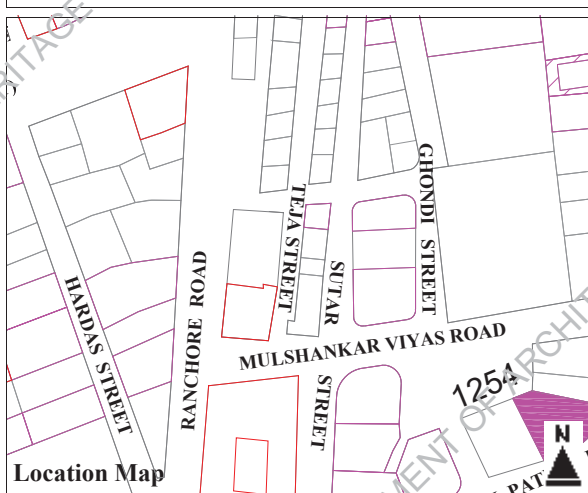 HARDAS STREET
RANCHORE ROAD
TEJA STREET
SUTAR
STREET
GHONDI STREET
MULSHANKAR VIYAS ROAD
1254
N
Location Map